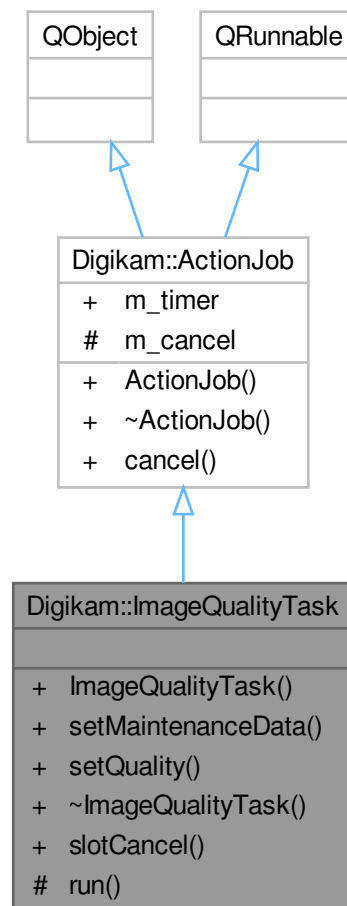 QObject
QRunnable
Digikam::ActionJob
+ m_timer
# m_cancel
+ ActionJob()
+ ~ActionJob()
+ cancel()
Digikam::ImageQualityTask
+ ImageQualityTask()
+ setMaintenanceData()
+ setQuality()
+ ~ImageQualityTask()
+ slotCancel()
# run()